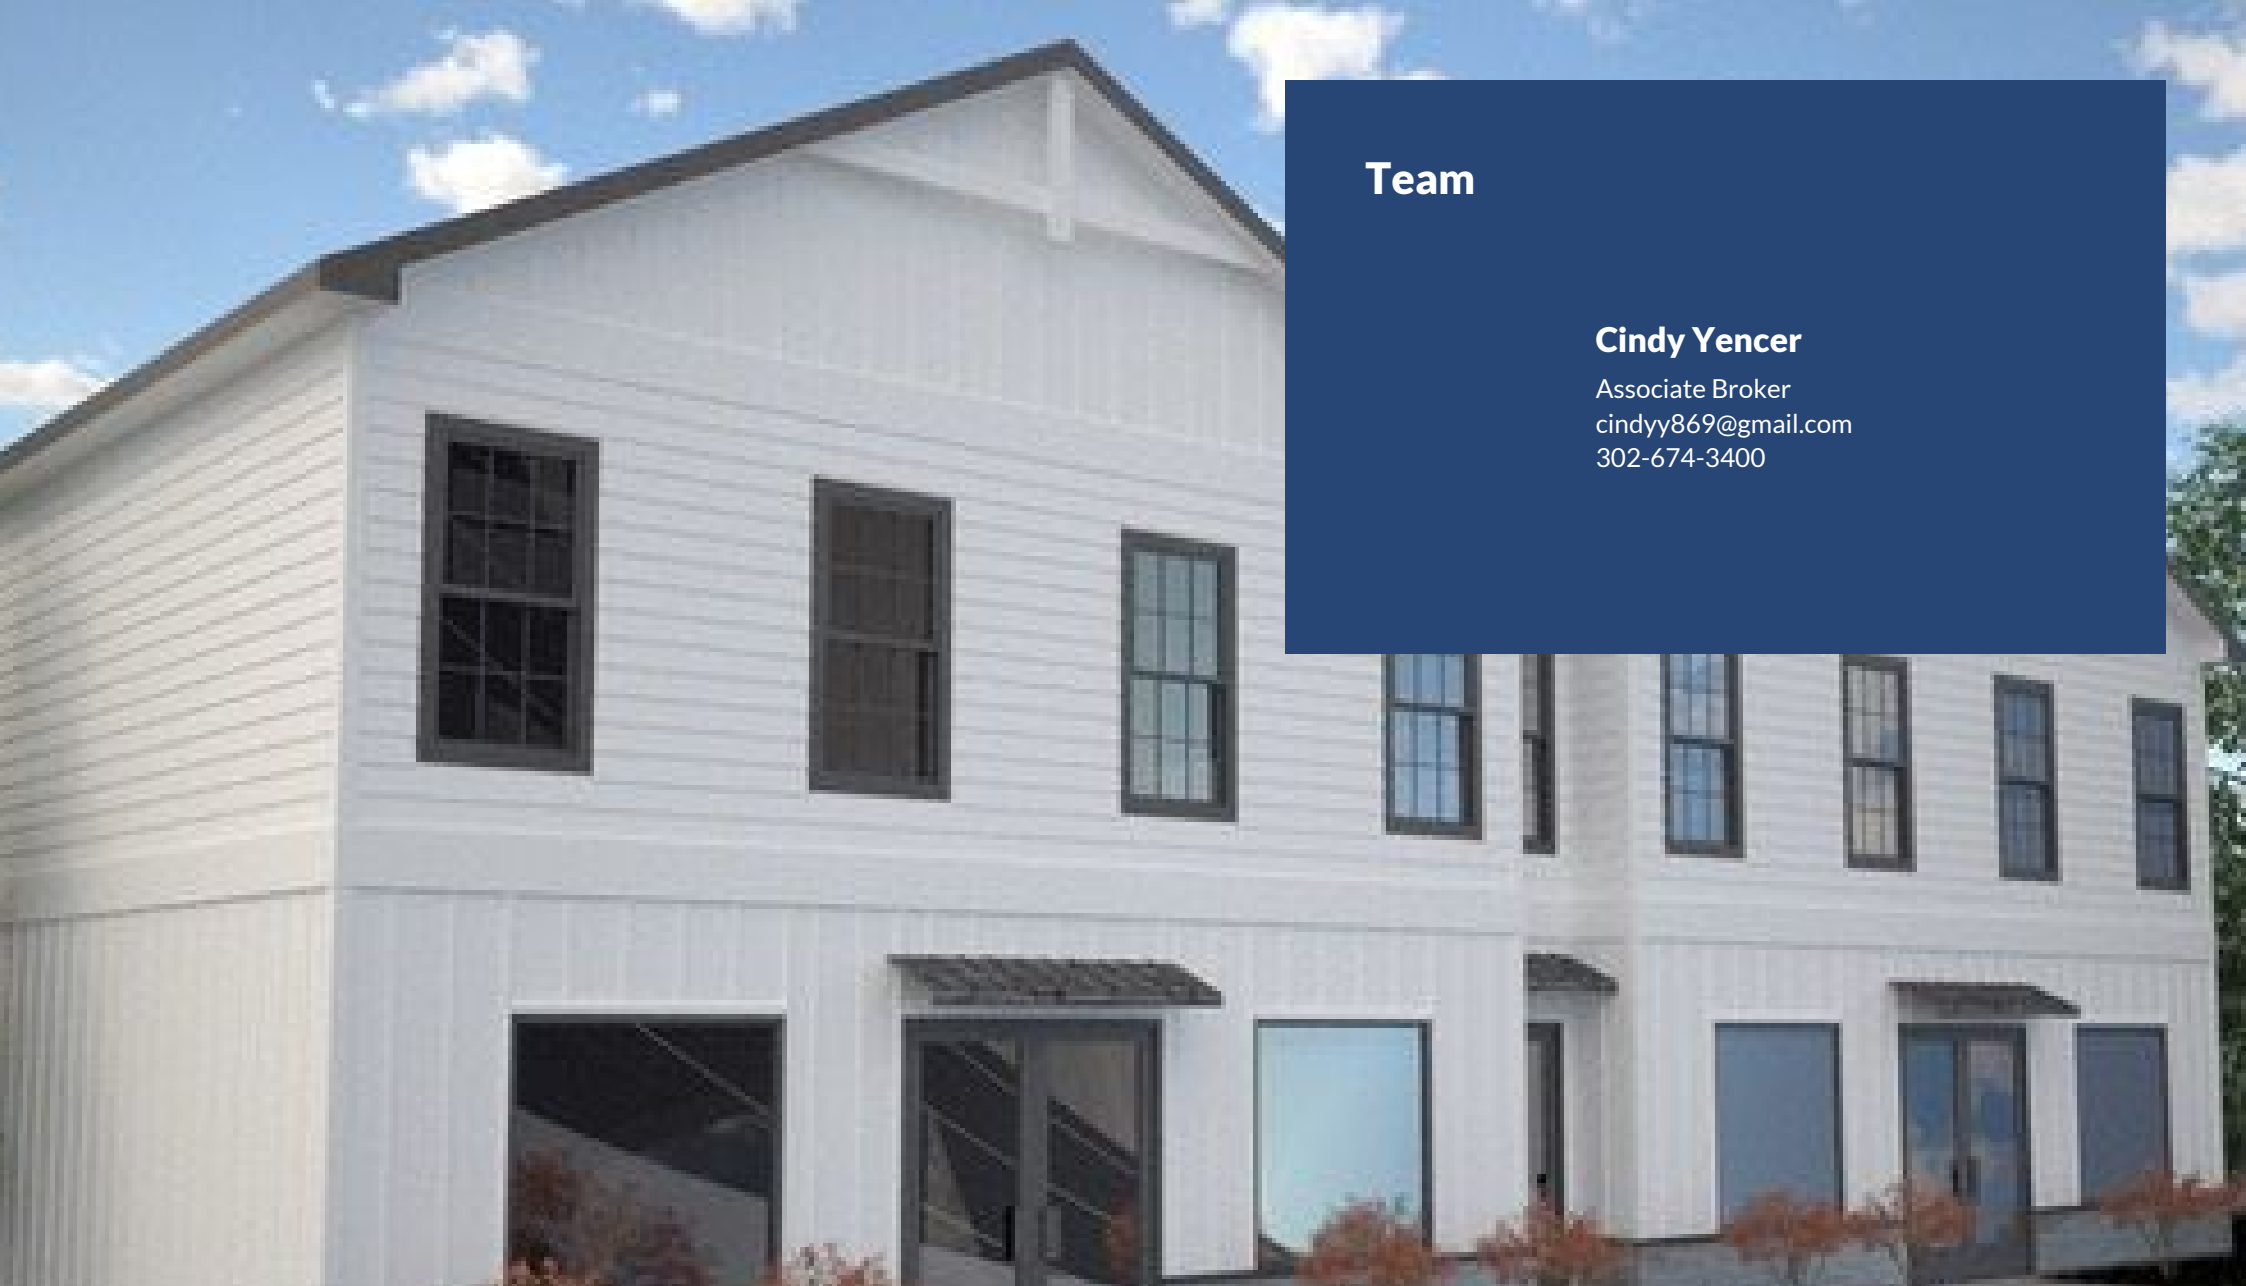 Team
Cindy Yencer
Associate Broker
cindyy869@gmail.com
302-674-3400